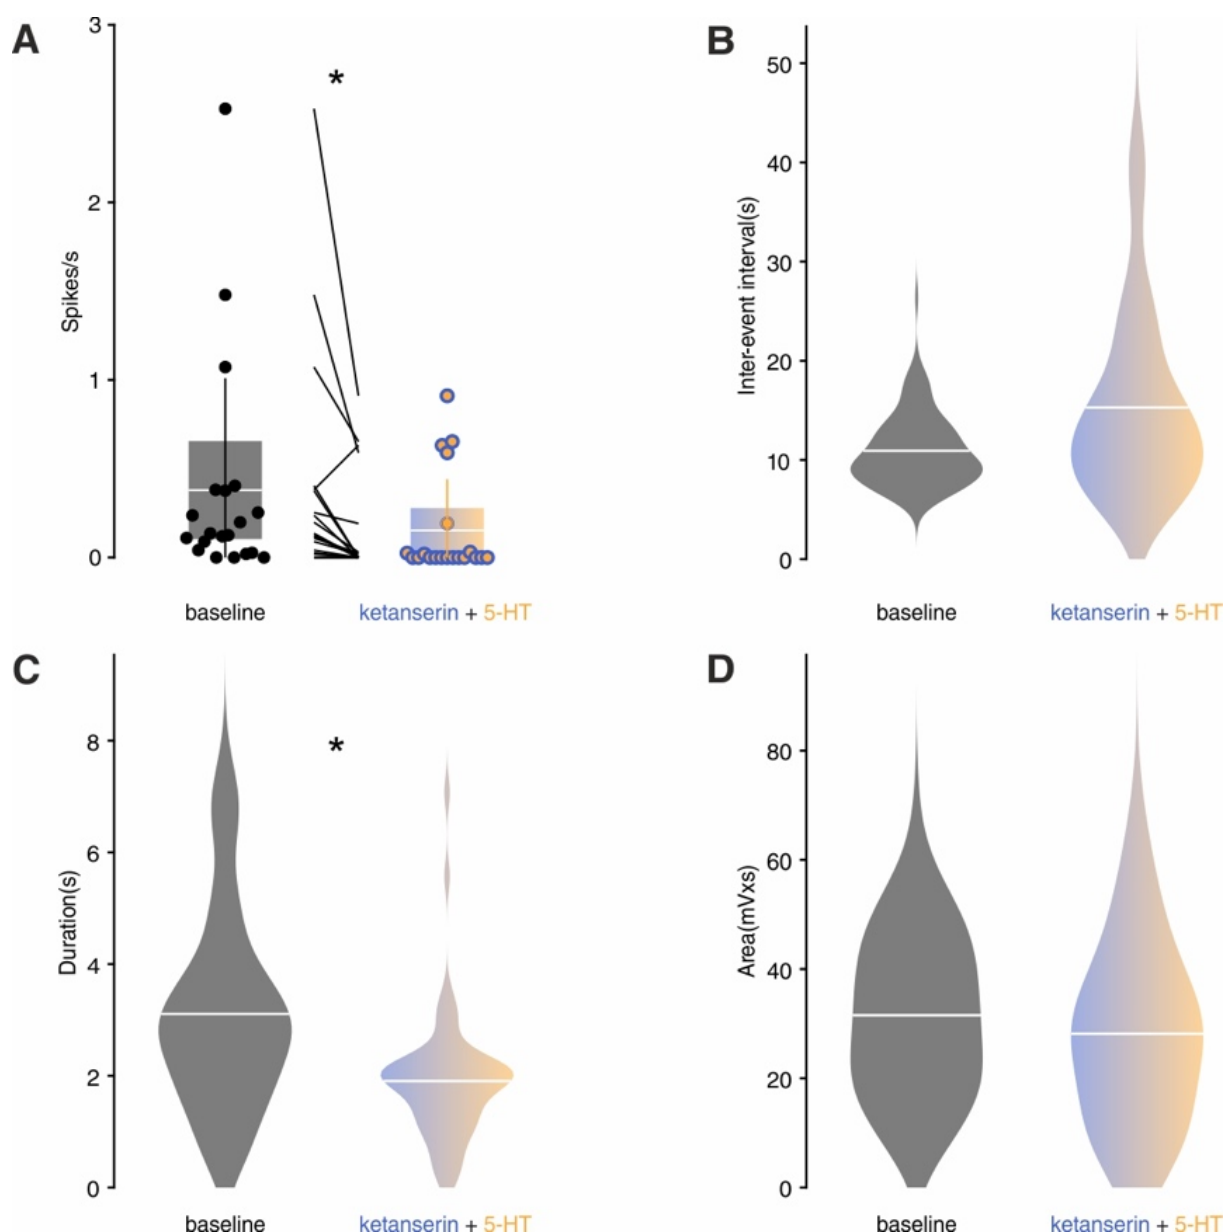 A
3
*
2
Spikes/s
1
0
baseline
ketanserin + 5-HT
B
50
40
Inter-event interval(s)
30
20
10
0
baseline
ketanserin + 5-HT
C
8
*
6
Duration(s)
4
2
0
baseline
ketanserin + 5-HT
D
80
60
Area(mVxs)
40
20
0
baseline
ketanserin + 5-HT